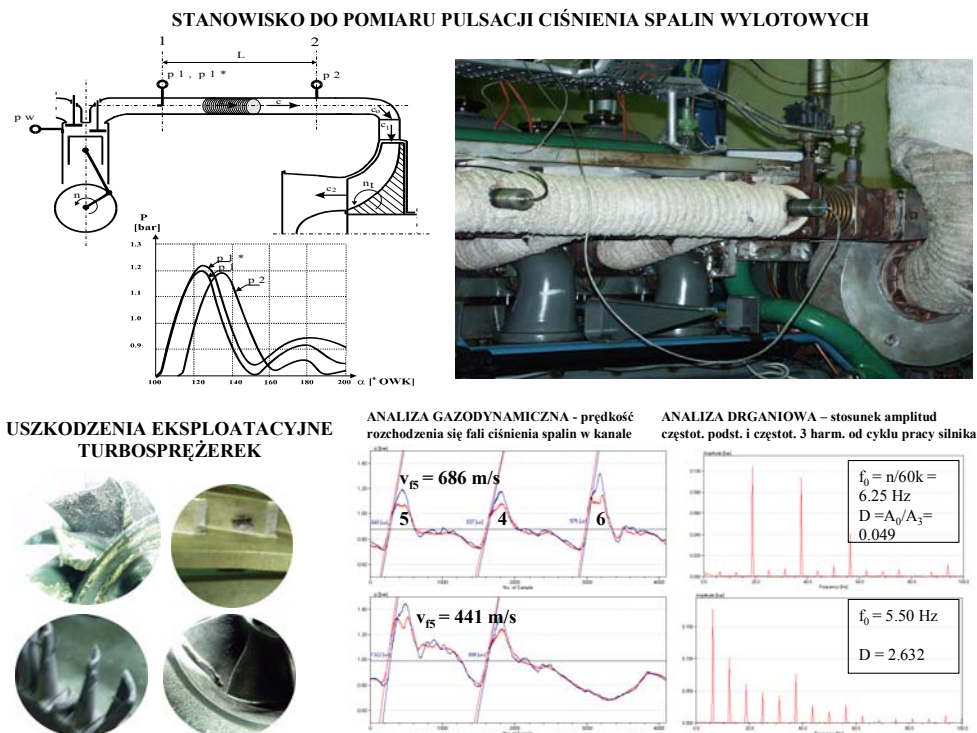 STANOWISKO DO POMIARU PULSACJI CIŚNIENIA SPALIN WYLOTOWYCH
1 2
L
p 1 , p 1 *
p 2
c
p w
n
c2
nt
P
[bar]
1.3
1.2
1.1
1.0
0.9
p 1 *
p 1
p 2
100 120 140 160 180 200
α [° OWK]
USZKODZENIA EKSPLOATACYJNE
TURBOSPRĘŻEREK
ANALIZA GAZODYNAMICZNA - prędkość
rozchodzenia się fali ciśnienia spalin w kanale
vf5 = 686 m/s
5 4 6
vf5 = 441 m/s
ANALIZA DRGANIOWA – stosunek amplitud
częstot. podst. i częstot. 3 harm. od cyklu pracy silnika
f0 = n/60k =
6.25 Hz
D =A0/A3=
0.049
f0 = 5.50 Hz
D = 2.632